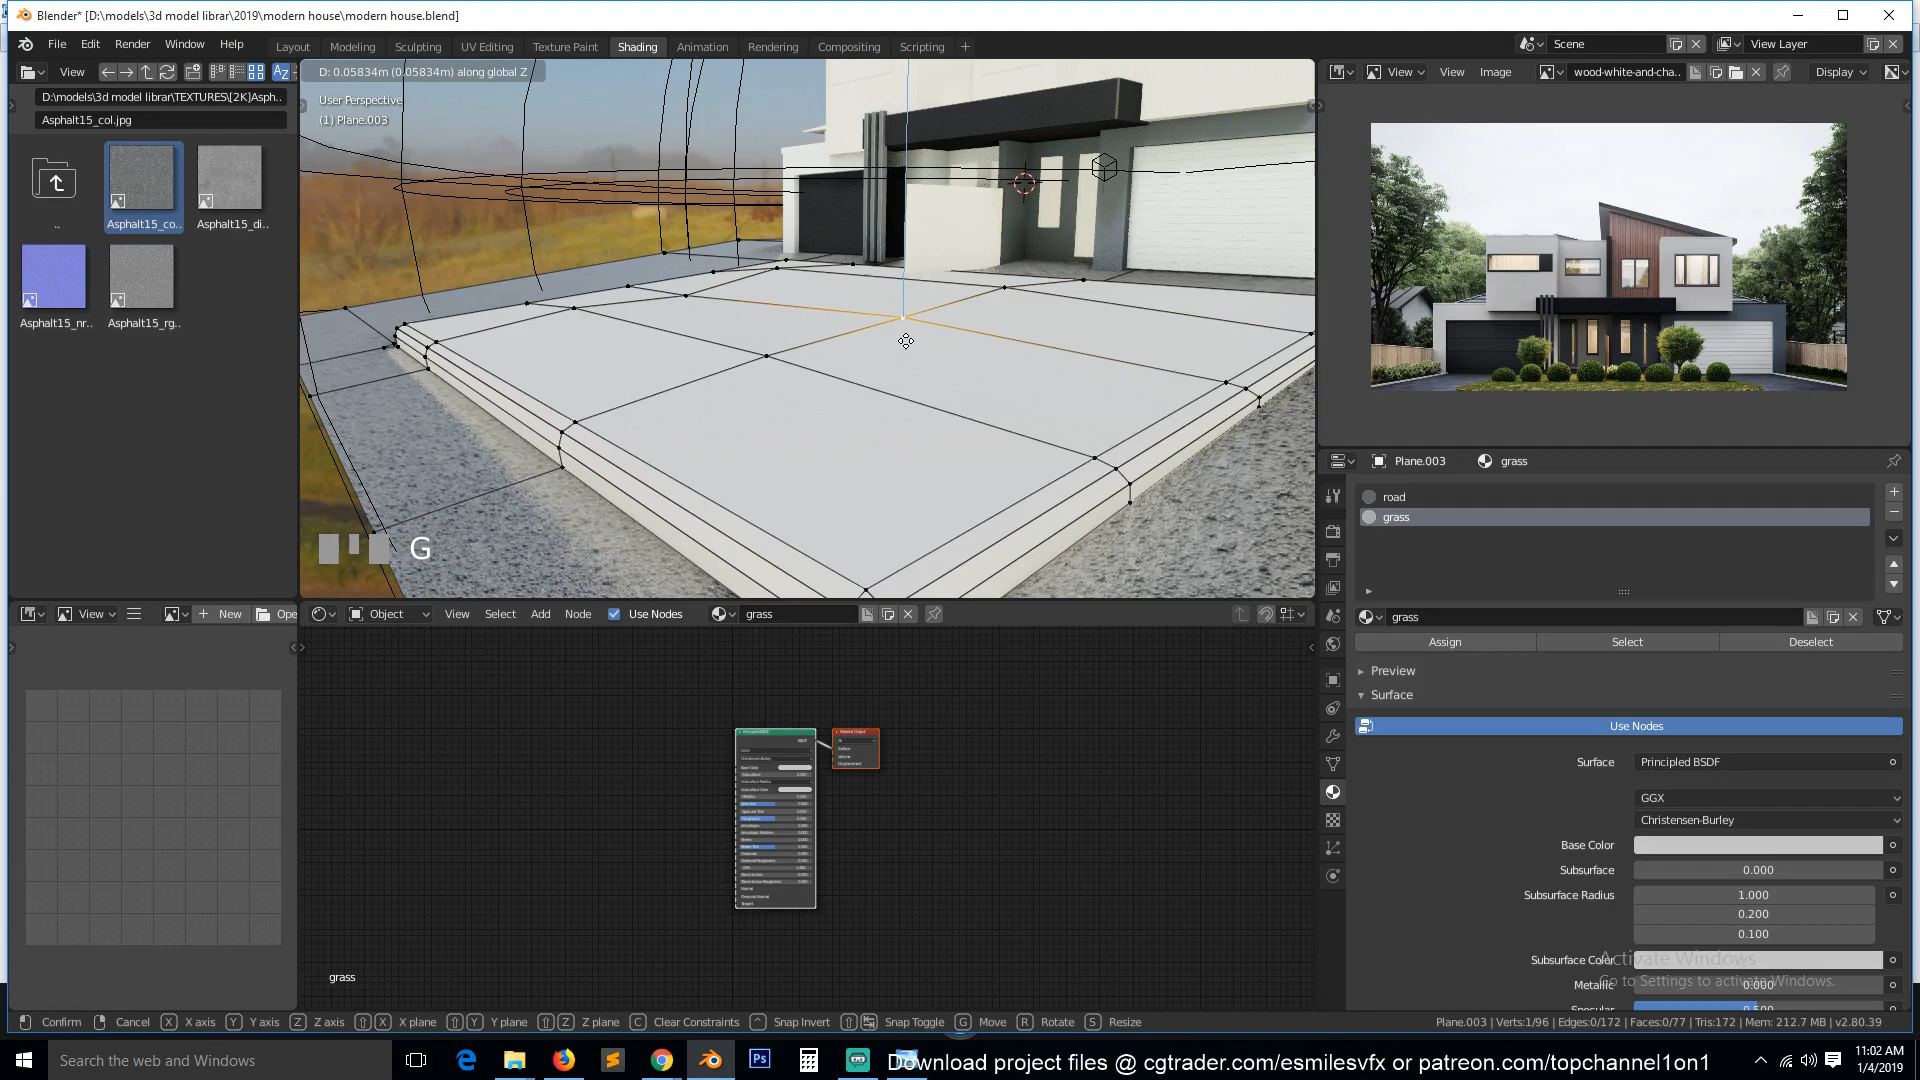 Blender* [D:\models\3d model librar\2019\modern house\modern house.blend]
File Edit Render Window Help
Layout Modeling Sculpting UV Editing Texture Paint Shading Animation Rendering Compositing Scripting +
Scene
View Layer
View
D:\models\3d model librar\TEXTURES\[2K]Asph..
Asphalt15_col.jpg
..
Asphalt15_co..
Asphalt15_di..
Asphalt15_nr..
Asphalt15_rg..
D: 0.05834m (0.05834m) along global Z
User Perspective
(1) Plane.003
G
View View Image wood-white-and-cha.. Display
Plane.003 grass
road
grass
grass
Assign Select Deselect
Preview
Surface
Use Nodes
Surface Principled BSDF
GGX
Christensen-Burley
Base Color
Subsurface 0.000
Subsurface Radius 1.000
0.200
0.100
Subsurface Color
Metallic 0.000
Specular 0.500
Activate Windows
Go to Settings to activate Windows.
View + New Ope
Object View Select Add Node Use Nodes grass
grass
Confirm Cancel X X axis Y Y axis Z Z axis X X plane Y Y plane Z Z plane C Clear Constraints Snap Invert Snap Toggle G Move R Rotate S Resize
Plane.003 | Verts:1/96 | Edges:0/172 | Faces:0/77 | Tris:172 | Mem: 212.7 MB | v2.80.39
Search the web and Windows
Download project files @ cgtrader.com/esmilesvfx or patreon.com/topchannel1on1
11:02 AM
1/4/2019